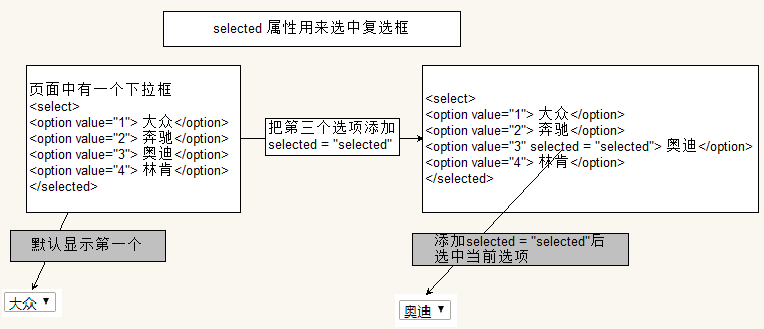 selected 属性用来选中复选框
页面中有一个下拉框
<select>
<option value="1"> 大众</option>
<option value="2"> 奔驰</option>
<option value="3"> 奥迪</option>
<option value="4"> 林肯</option>
</selected>
把第三个选项添加
selected = "selected"
<select>
<option value="1"> 大众</option>
<option value="2"> 奔驰</option>
<option value="3" selected = "selected"> 奥迪</option>
<option value="4"> 林肯</option>
</selected>
默认显示第一个
添加selected = "selected"后
选中当前选项
大众
奥迪